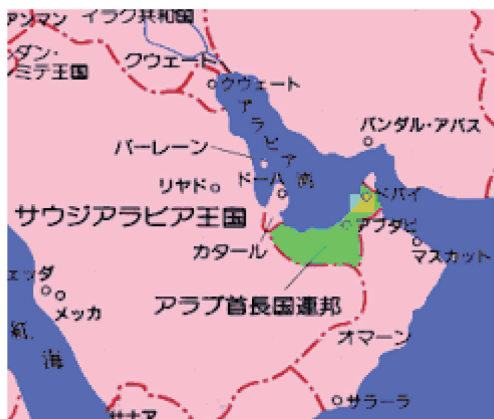 アンマン
イラク共和国
ダン・
ミテ王国
クウェート
クウェート
アラビア湾
バンダル・アバス
バーレーン
リヤド
ドーハ
ドバイ
サウジアラビア王国
アブダビ
カタール
マスカット
ェッダ
メッカ
アラブ首長国連邦
紅海
オマーン
サラーラ
サナア